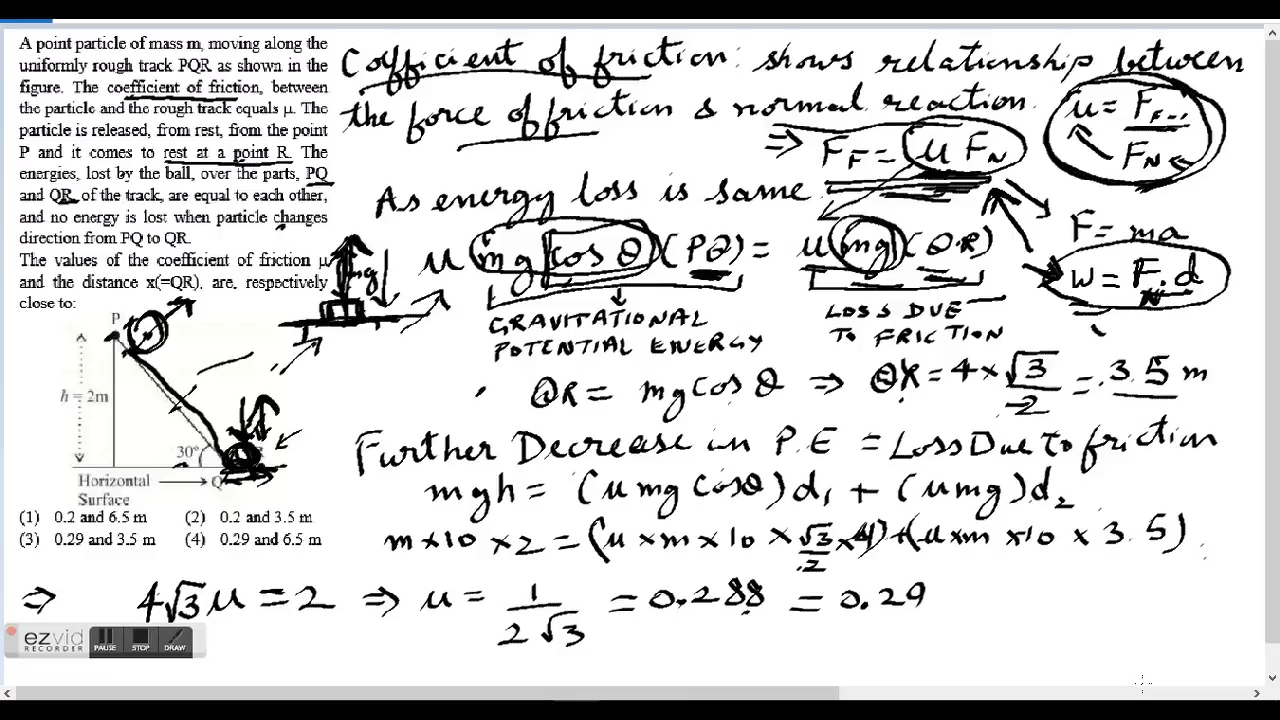 A point particle of mass m, moving along the
uniformly rough track PQR as shown in the
figure. The coefficient of friction, between
the particle and the rough track equals μ. The
particle is released, from rest, from the point
P and it comes to rest at a point R. The
energies, lost by the ball, over the parts, PQ
and QR, of the track, are equal to each other,
and no energy is lost when particle changes
direction from PQ to QR.
The values of the coefficient of friction μ
and the distance x(=QR), are, respectively
close to:
P
h = 2m
30°
Horizontal
Surface
Q
(1) 0.2 and 6.5 m (2) 0.2 and 3.5 m
(3) 0.29 and 3.5 m (4) 0.29 and 6.5 m
Coefficient of friction: shows relationship between
the force of friction & normal reaction.
⇒ FF = μ FN
μ = FF...
FN
As energy loss is same
F = ma
W = F.d
mg
μ mg cos θ (PQ) = μ mg (QR)
GRAVITATIONAL
POTENTIAL ENERGY
LOSS DUE
TO FRICTION
QR = mg cos θ ⇒ QR = 4 × √3/2 = 3.5 m
Further Decrease in P.E = Loss Due To friction
mgh = (μ mg Cosθ) d₁ + (μ mg) d₂
m × 10 × 2 = (μ × m × 10 × √3/2 × 4) + (μ × m × 10 × 3.5)
⇒ 4√3 μ = 2 ⇒ μ = 1/2√3 = 0.288 = 0.29
ezvid
RECORDER
PAUSE STOP DRAW